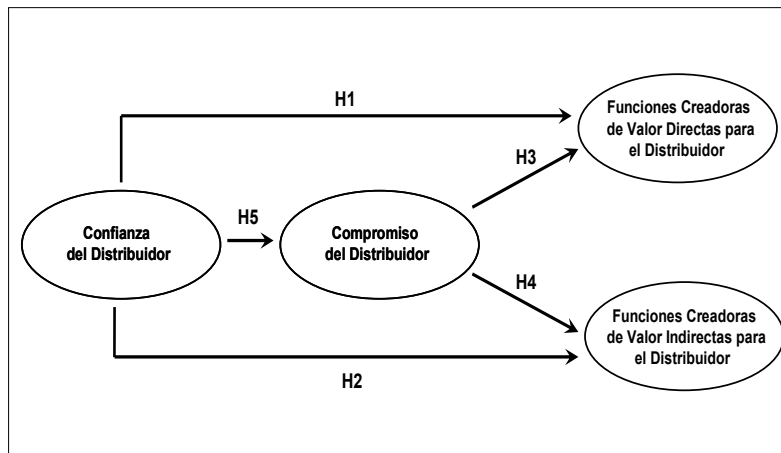 H1
Funciones Creadoras
de Valor Directas para
el Distribuidor
H3
Confianza
del Distribuidor
H5
Compromiso
del Distribuidor
H4
Funciones Creadoras
de Valor Indirectas para
el Distribuidor
H2